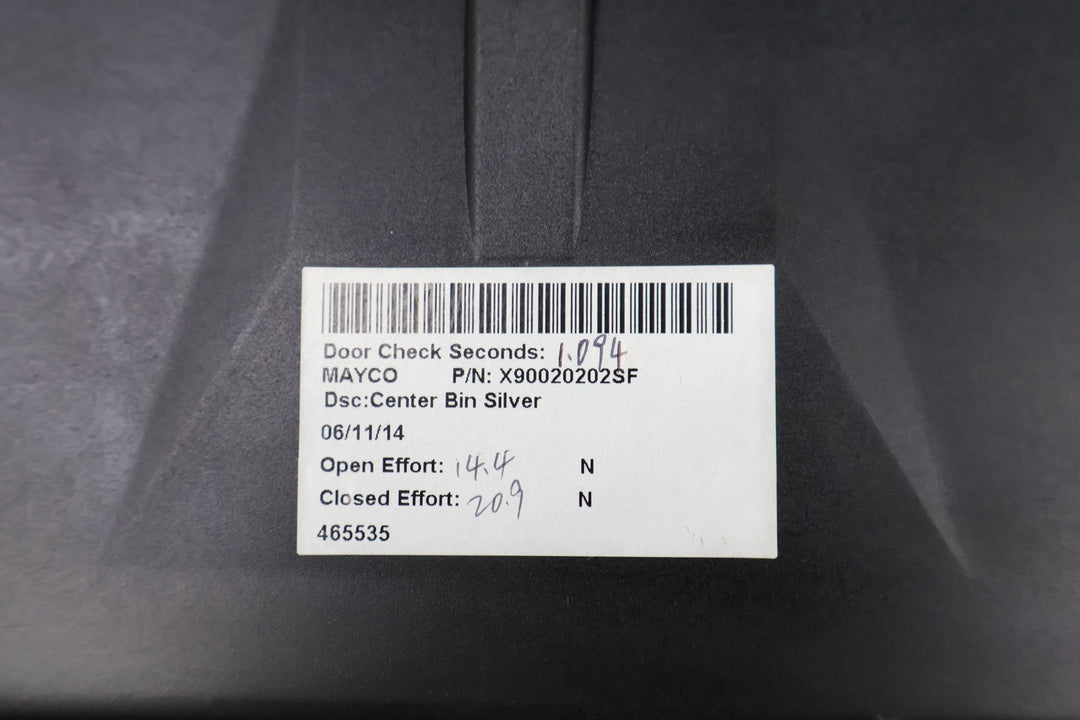 Door Check Seconds: 1.094
MAYCO P/N: X90020202SF
Dsc:Center Bin Silver
06/11/14
Open Effort: 14.4 N
Closed Effort: 20.9 N
465535